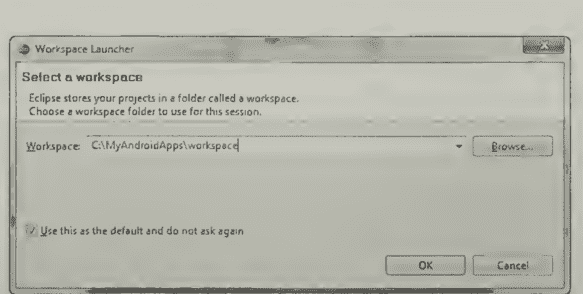 Workspace Launcher
Select a workspace
Eclipse stores your projects in a folder called a workspace.
Choose a workspace folder to use for this session.
Workspace: C:\MyAndroidApps\workspace Browse...
Use this as the default and do not ask again
OK Cancel